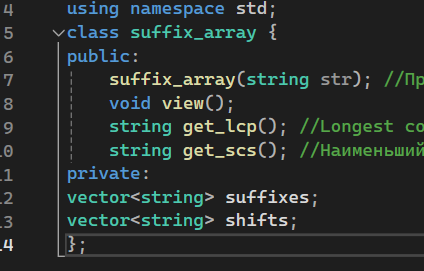 4 using namespace std;
5 class suffix_array {
6 public:
7 suffix_array(string str); //Пр
8 void view();
9 string get_lcp(); //Longest co
10 string get_scs(); //Наименьший
11 private:
12 vector<string> suffixes;
13 vector<string> shifts;
14 };